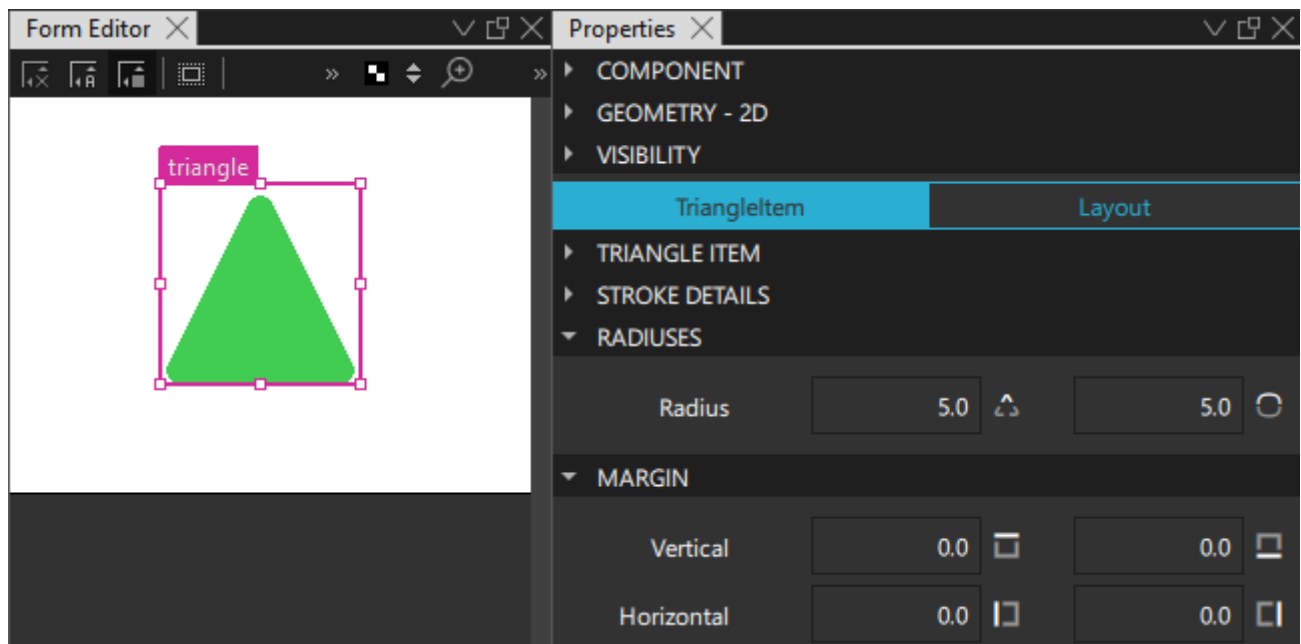 Form Editor
triangle
Properties
COMPONENT
GEOMETRY - 2D
VISIBILITY
TriangleItem Layout
TRIANGLE ITEM
STROKE DETAILS
RADIUSES
Radius 5.0 5.0
MARGIN
Vertical 0.0 0.0
Horizontal 0.0 0.0